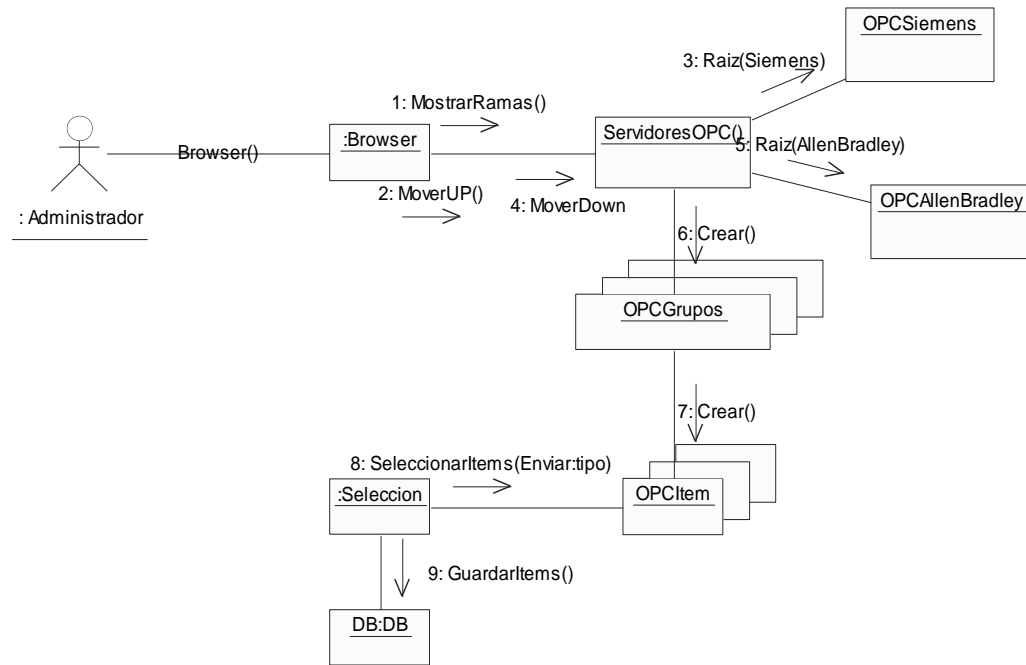 OPCSiemens
3: Raiz(Siemens)
1: MostrarRamas()
:Browser
ServidoresOPC()
5: Raiz(AllenBradley)
Browser()
2: MoverUP()
4: MoverDown
: Administrador
OPCAllenBradley
6: Crear()
OPCGrupos
7: Crear()
8: SeleccionarItems(Enviar:tipo)
:Seleccion
OPCItem
9: GuardarItems()
DB:DB